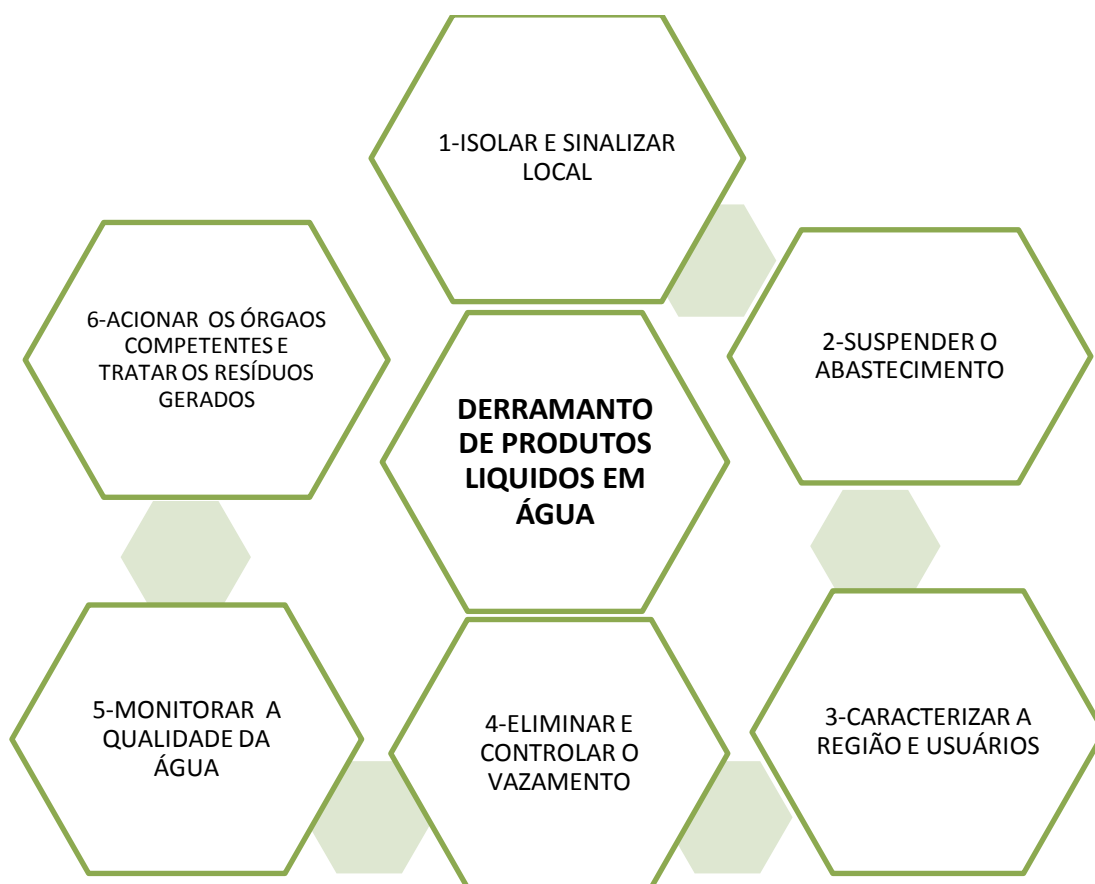 1-ISOLAR E SINALIZAR
LOCAL
2-SUSPENDER O
ABASTECIMENTO
3-CARACTERIZAR A
REGIÃO E USUÁRIOS
4-ELIMINAR E
CONTROLAR O
VAZAMENTO
5-MONITORAR A
QUALIDADE DA
ÁGUA
6-ACIONAR OS ÓRGAOS
COMPETENTES E
TRATAR OS RESÍDUOS
GERADOS
DERRAMANTO
DE PRODUTOS
LIQUIDOS EM
ÁGUA